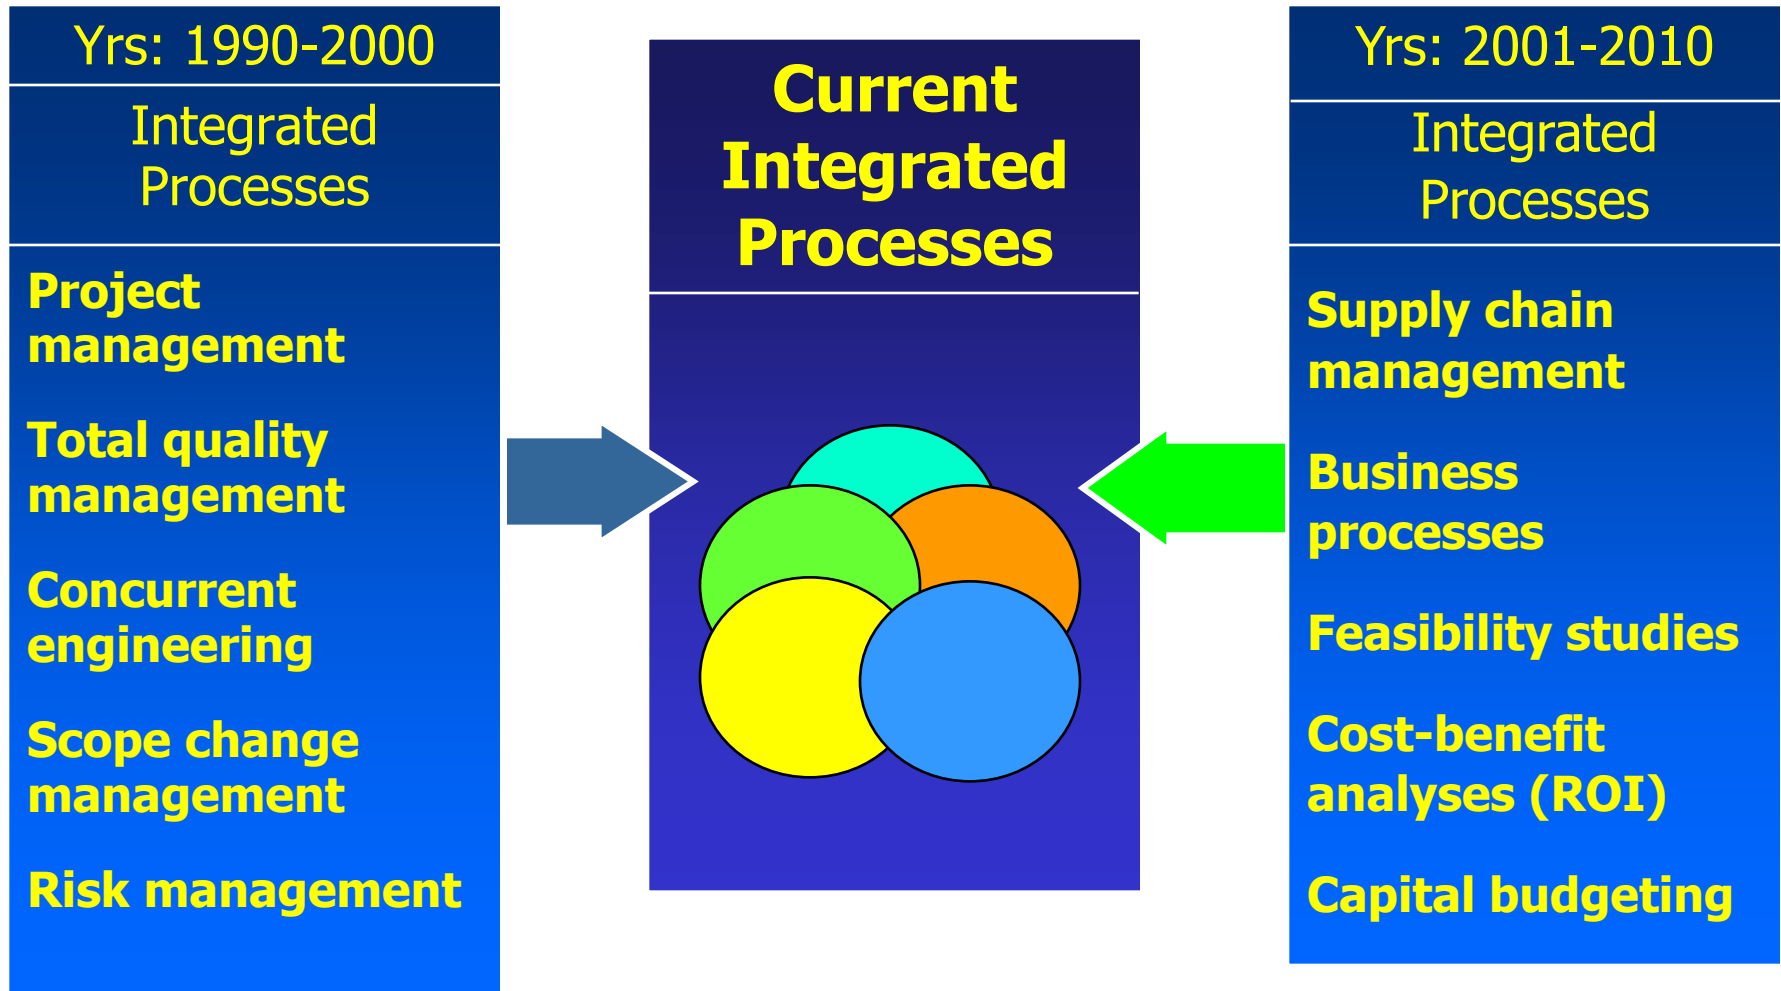 Yrs: 1990-2000
Integrated
Processes
Project
management
Total quality
management
Concurrent
engineering
Scope change
management
Risk management
Current
Integrated
Processes
Yrs: 2001-2010
Integrated
Processes
Supply chain
management
Business
processes
Feasibility studies
Cost-benefit
analyses (ROI)
Capital budgeting